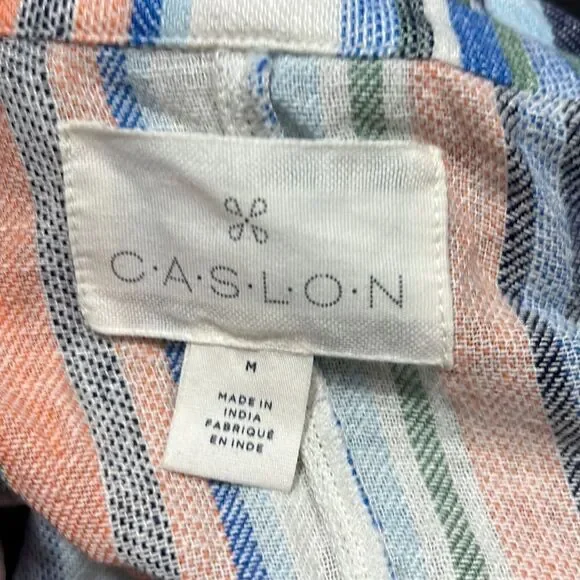 C·A·S·L·O·N
M
MADE IN
INDIA
FABRIQUÉ
EN INDE